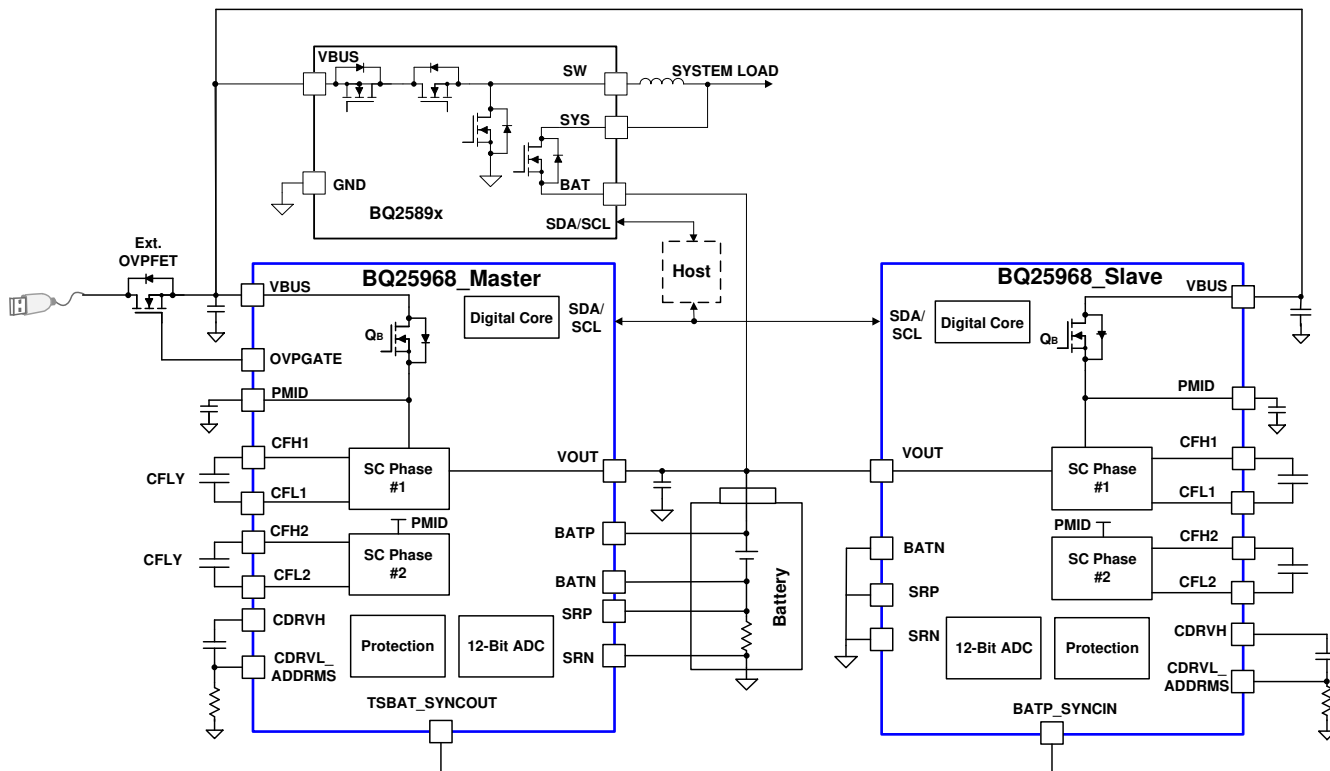 VBUS
SW
SYSTEM LOAD
SYS
GND
BAT
BQ2589x
SDA/SCL
Ext.
OVPFET
Host
BQ25968_Master
VBUS
Digital Core
SDA/
SCL
QB
OVPGATE
PMID
CFH1
CFLY
SC Phase
#1
VOUT
CFL1
PMID
CFH2
CFLY
SC Phase
#2
CFL2
BATP
BATN
SRP
SRN
CDRVH
Protection
12-Bit ADC
CDRVL_
ADDRMS
TSBAT_SYNCOUT
Battery
BQ25968_Slave
VBUS
SDA/
SCL
Digital Core
QB
PMID
VOUT
SC Phase
#1
CFH1
CFL1
PMID
SC Phase
#2
CFH2
CFL2
BATN
SRP
SRN
12-Bit ADC
Protection
CDRVH
CDRVL_
ADDRMS
BATP_SYNCIN